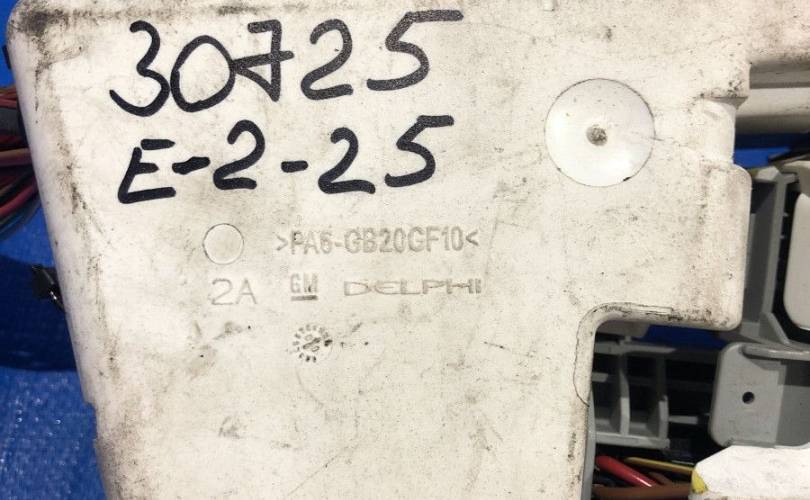 30725
E-2-25
>PA6-GB20GF10<
2A GM DELPHI